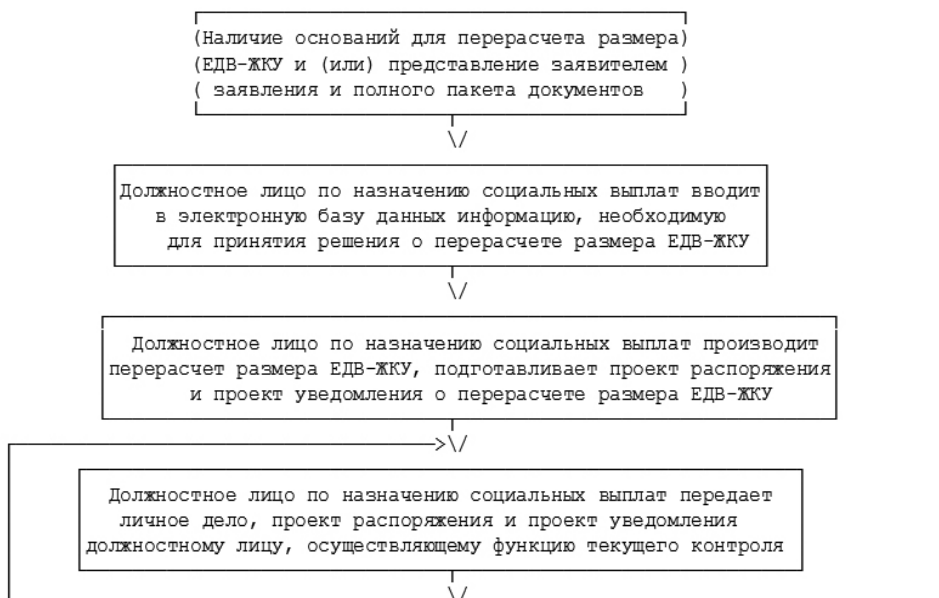 (Наличие оснований для перерасчета размера)
(ЕДВ-ЖКУ и (или) представление заявителем )
( заявления и полного пакета документов )
\/
Должностное лицо по назначению социальных выплат вводит
в электронную базу данных информацию, необходимую
для принятия решения о перерасчете размера ЕДВ-ЖКУ
\/
Должностное лицо по назначению социальных выплат производит
перерасчет размера ЕДВ-ЖКУ, подготавливает проект распоряжения
и проект уведомления о перерасчете размера ЕДВ-ЖКУ
>\/
Должностное лицо по назначению социальных выплат передает
личное дело, проект распоряжения и проект уведомления
должностному лицу, осуществляющему функцию текущего контроля
\/